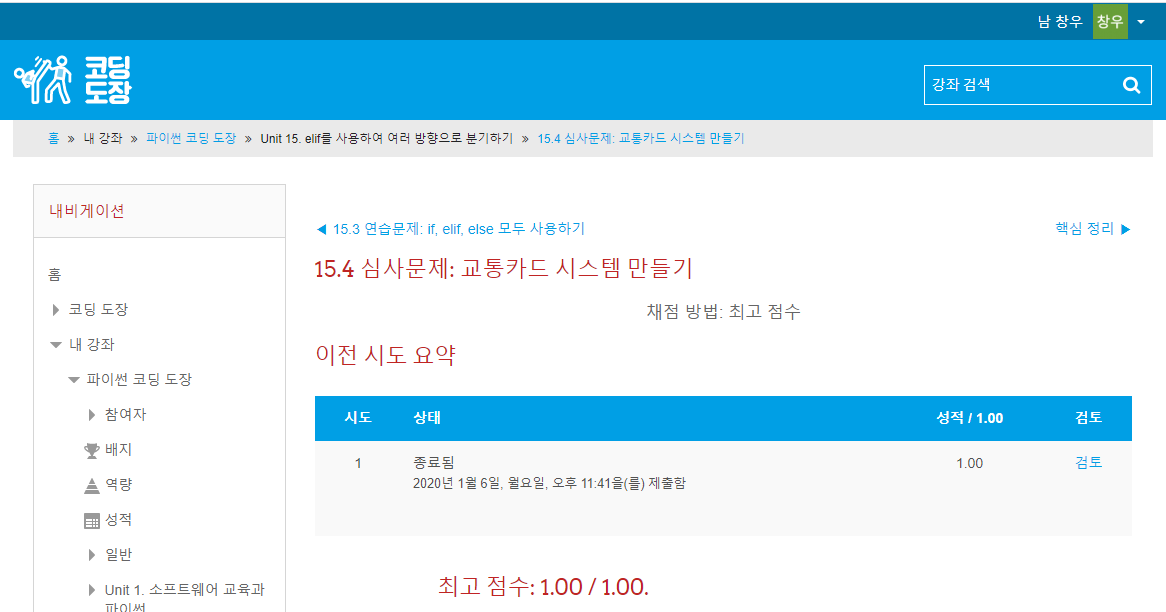 남 창우 창우
코딩
도장
강좌 검색
홈 » 내 강좌 » 파이썬 코딩 도장 » Unit 15. elif를 사용하여 여러 방향으로 분기하기 » 15.4 심사문제: 교통카드 시스템 만들기
내비게이션
홈
코딩 도장
내 강좌
파이썬 코딩 도장
참여자
배지
역량
성적
일반
Unit 1. 소프트웨어 교육과
파이썬
◀ 15.3 연습문제: if, elif, else 모두 사용하기 핵심 정리 ▶
15.4 심사문제: 교통카드 시스템 만들기
채점 방법: 최고 점수
이전 시도 요약
시도 상태 성적 / 1.00 검토
1 종료됨 1.00 검토
2020년 1월 6일, 월요일, 오후 11:41을(를) 제출함
최고 점수: 1.00 / 1.00.